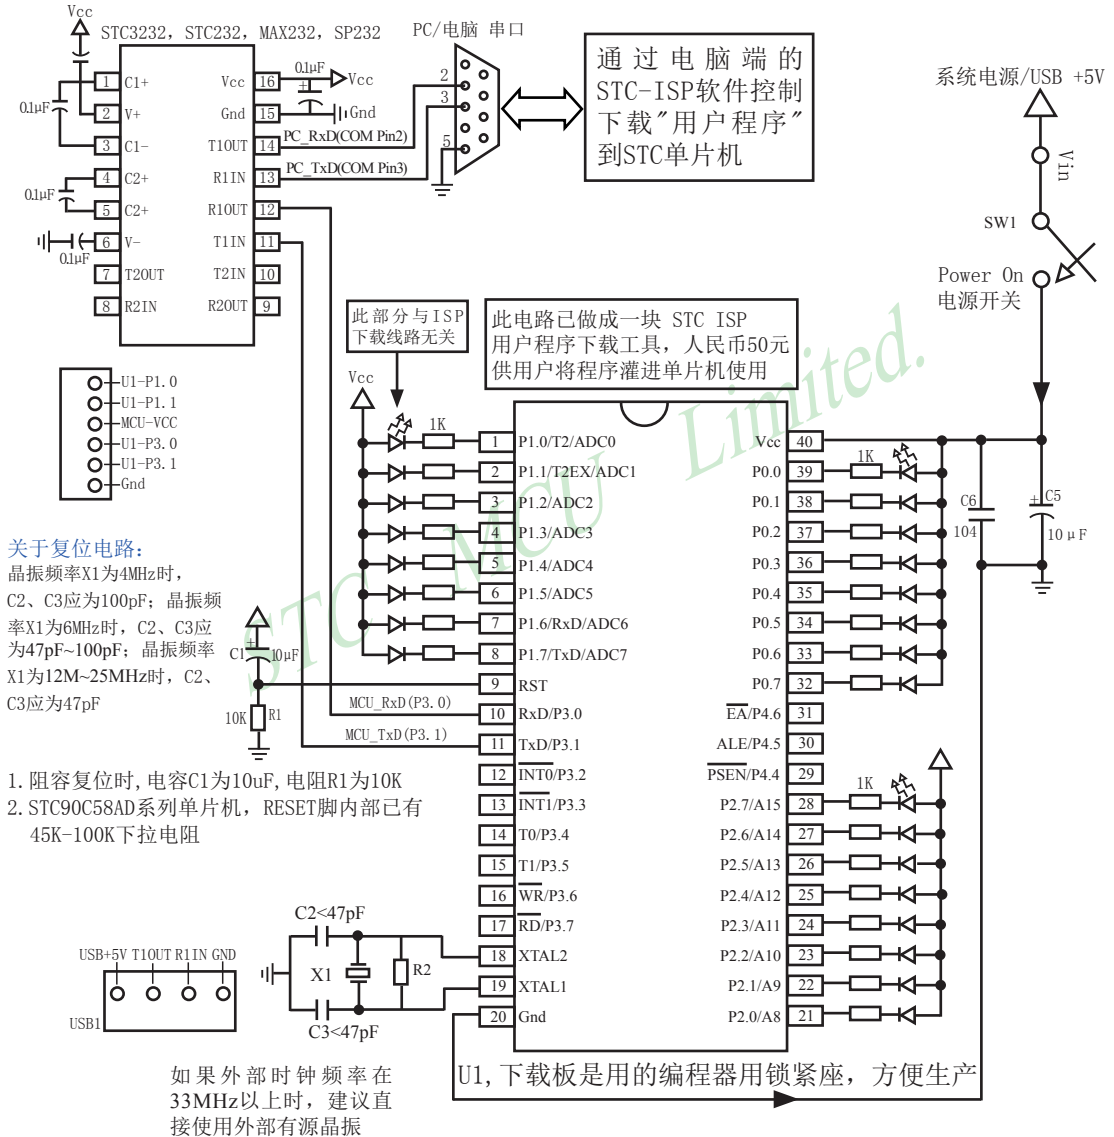 Vcc
STC3232, STC232, MAX232, SP232
PC/电脑 串口
0.1μF
0.1μF
0.1μF
0.1μF
0.1μF
1 C1+
2 V+
3 C1-
4 C2+
5 C2+
6 V-
7 T2OUT
8 R2IN
Vcc 16
Gnd 15
T1OUT 14
R1IN 13
R1OUT 12
T1IN 11
T2IN 10
R2OUT 9
Vcc
Gnd
PC_RxD(COM Pin2)
PC_TxD(COM Pin3)
2
3
5
通过电脑端的
STC-ISP软件控制
下载"用户程序"
到STC单片机
系统电源/USB +5V
Vin
SW1
Power On
电源开关
此部分与ISP
下载线路无关
此电路已做成一块 STC ISP
用户程序下载工具，人民币50元
供用户将程序灌进单片机使用
U1-P1.0
U1-P1.1
MCU-VCC
U1-P3.0
U1-P3.1
Gnd
Vcc
1K
1 P1.0/T2/ADC0
2 P1.1/T2EX/ADC1
3 P1.2/ADC2
4 P1.3/ADC3
5 P1.4/ADC4
6 P1.5/ADC5
7 P1.6/RxD/ADC6
8 P1.7/TxD/ADC7
9 RST
10 RxD/P3.0
11 TxD/P3.1
12 INT0/P3.2
13 INT1/P3.3
14 T0/P3.4
15 T1/P3.5
16 WR/P3.6
17 RD/P3.7
18 XTAL2
19 XTAL1
20 Gnd
Vcc 40
P0.0 39
P0.1 38
P0.2 37
P0.3 36
P0.4 35
P0.5 34
P0.6 33
P0.7 32
EA/P4.6 31
ALE/P4.5 30
PSEN/P4.4 29
P2.7/A15 28
P2.6/A14 27
P2.5/A13 26
P2.4/A12 25
P2.3/A11 24
P2.2/A10 23
P2.1/A9 22
P2.0/A8 21
1K
1K
C6
104
+ C5
10μF
STC MCU Limited.
关于复位电路：
晶振频率X1为4MHz时，
C2、C3应为100pF；晶振频
率X1为6MHz时，C2、C3应
为47pF~100pF；晶振频率
X1为12M~25MHz时，C2、
C3应为47pF
+
C1 10μF
10K R1
MCU_RxD(P3.0)
MCU_TxD(P3.1)
1.阻容复位时,电容C1为10uF,电阻R1为10K
2.STC90C58AD系列单片机，RESET脚内部已有
45K-100K下拉电阻
C2<47pF
X1
R2
C3<47pF
USB+5V T1OUT R1IN GND
USB1
U1,下载板是用的编程器用锁紧座，方便生产
如果外部时钟频率在
33MHz以上时，建议直
接使用外部有源晶振